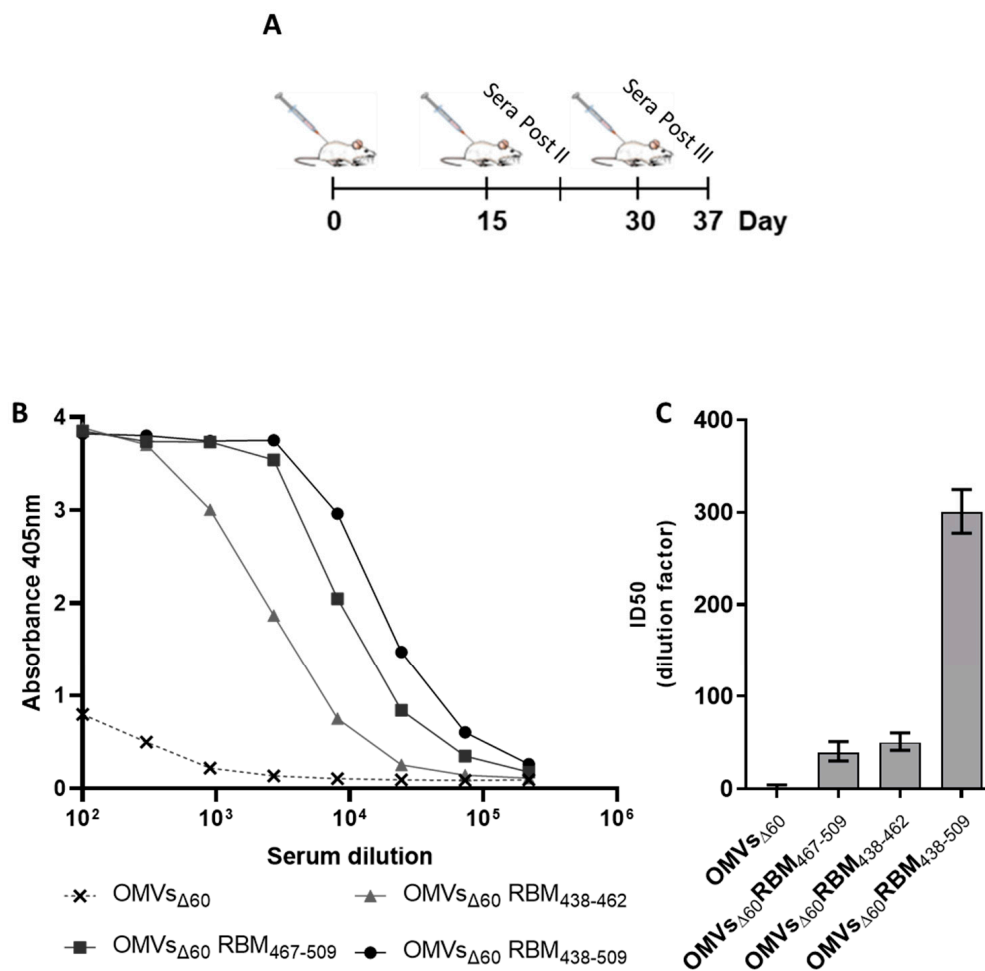 A
Sera Post II
Sera Post III
0 15 30 37 Day
B
4
3
2
1
0
Absorbance 405nm
10² 10³ 10⁴ 10⁵ 10⁶
Serum dilution
OMVsΔ60
OMVsΔ60 RBM438-462
OMVsΔ60 RBM467-509
OMVsΔ60 RBM438-509
C
400
300
200
100
0
ID50
(dilution factor)
OMVsΔ60
OMVsΔ60RBM467-509
OMVsΔ60RBM438-462
OMVsΔ60RBM438-509